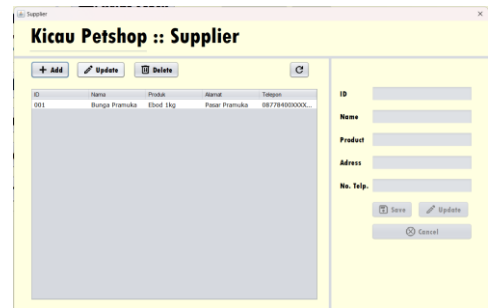 Supplier
Kicau Petshop :: Supplier
Add Update Delete
ID Nama Produk Alamat Telepon
001 Bunga Pramuka Ebod 1kg Pasar Pramuka 08778400XXXX...
ID
Name
Product
Adress
No. Telp.
Save Update
Cancel